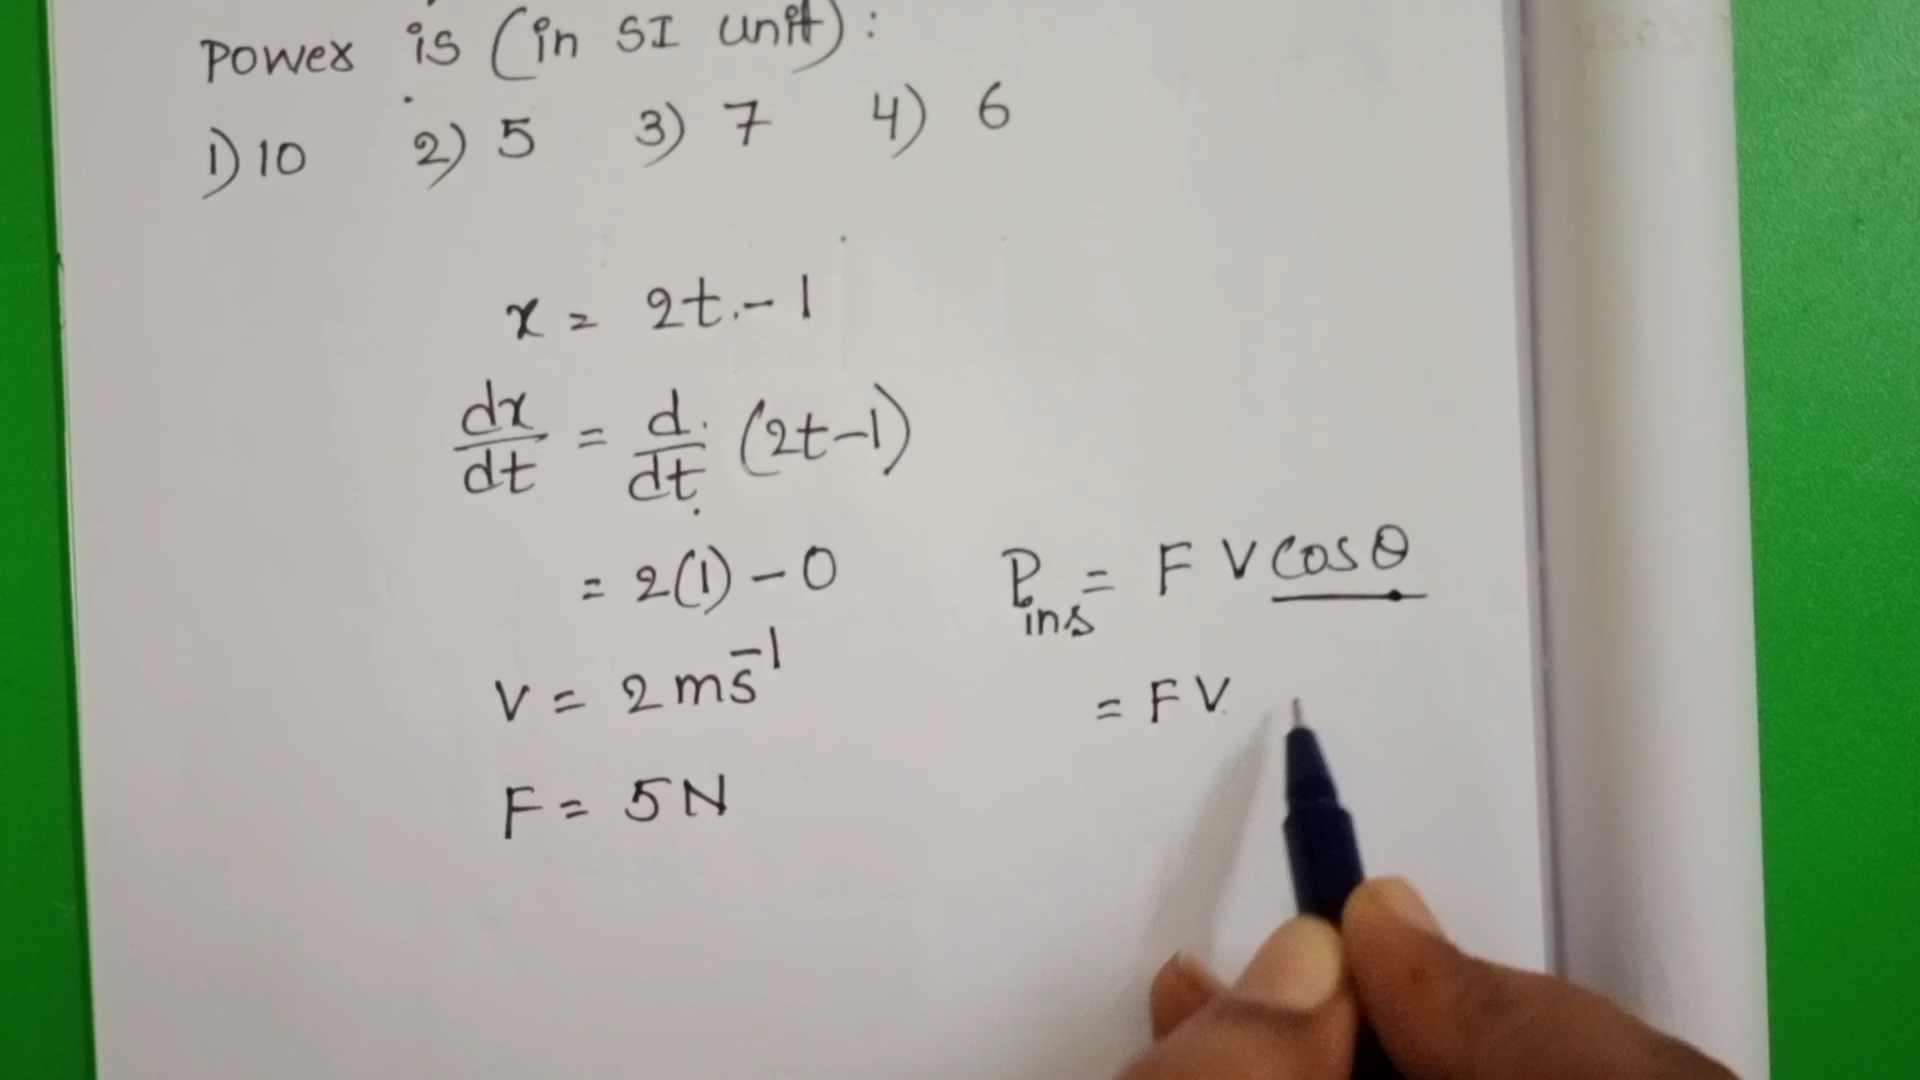 Power is (in SI unit):
1) 10 2) 5 3) 7 4) 6
x = 2t - 1
dx/dt = d/dt (2t-1)
= 2(1) - 0
V = 2 ms⁻¹
F = 5N
P_ins = F V cos θ
= F V